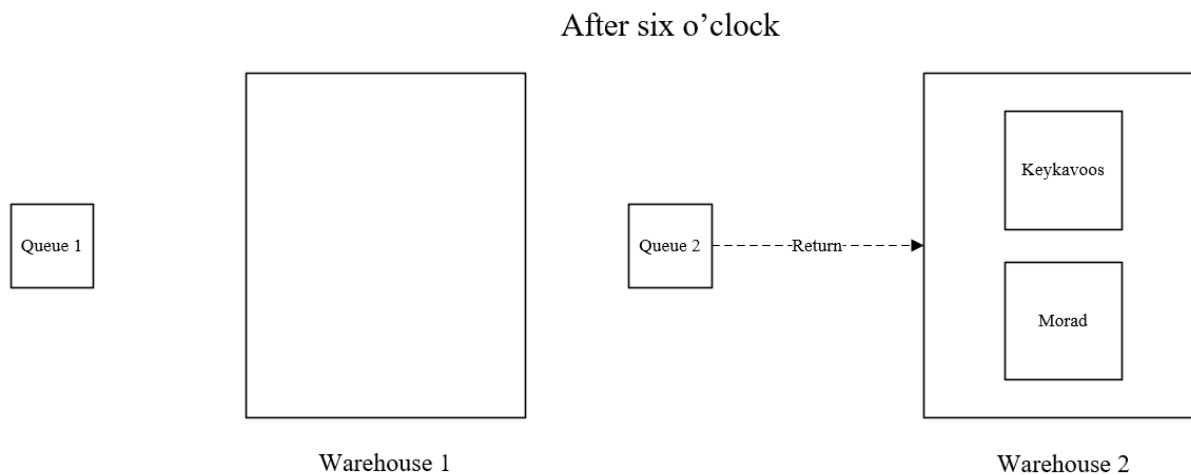 After six o’clock
Queue 1
Queue 2
Return
Keykavoos
Morad
Warehouse 1
Warehouse 2